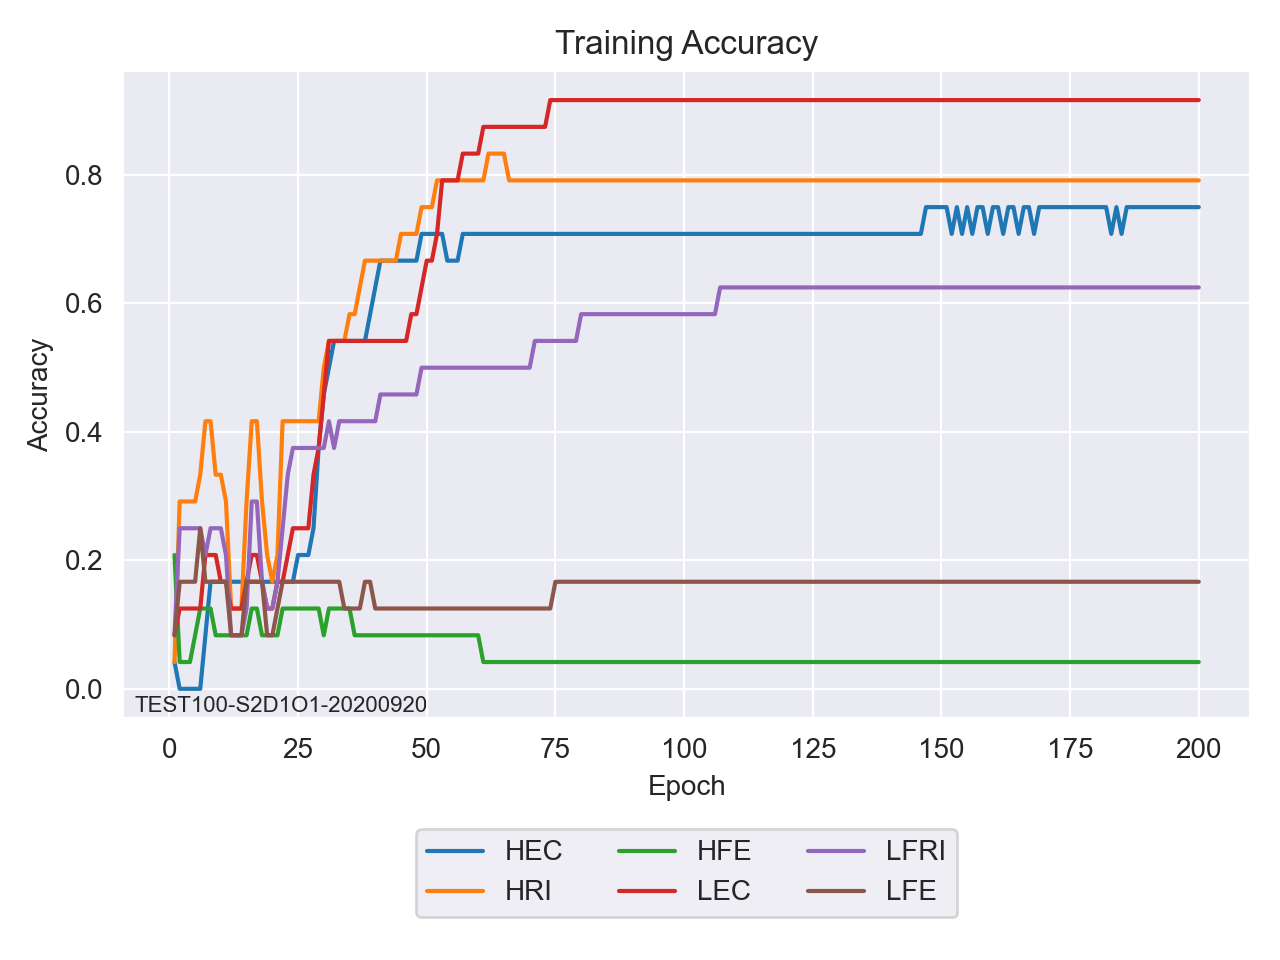 Training Accuracy
Accuracy
0.8
0.6
0.4
0.2
0.0
TEST100-S2D1O1-20200920
0 25 50 75 100 125 150 175 200
Epoch
HEC HFE LFRI
HRI LEC LFE